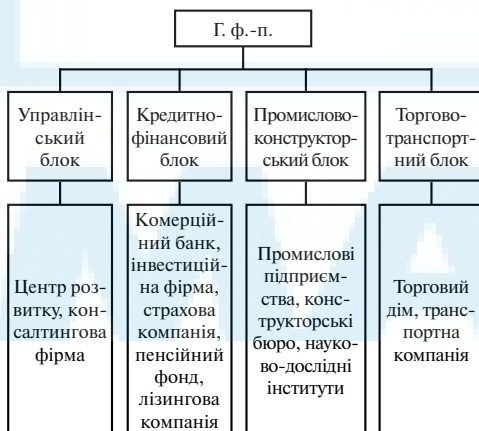 Г. ф.-п.
Управлін-
ський
блок
Кредитно-
фінансовий
блок
Промислово-
конструктор-
ський блок
Торгово-
транспорт-
ний блок
Центр роз-
витку, кон-
салтингова
фірма
Комерцій-
ний банк,
інвестицій-
на фірма,
страхова
компанія,
пенсійний
фонд,
лізингова
компанія
Промислові
підприєм-
ства, конс-
трукторські
бюро, науко-
во-дослідні
інститути
Торговий
дім, транс-
портна
компанія